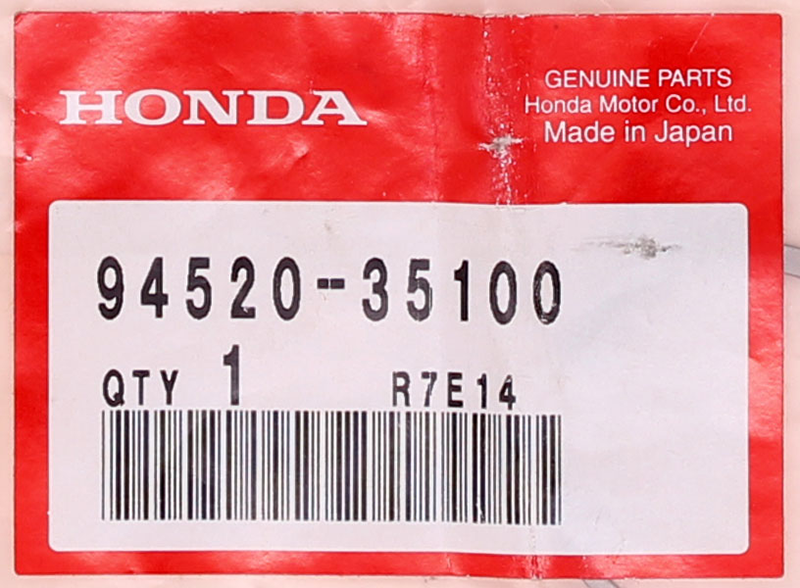 HONDA
GENUINE PARTS
Honda Motor Co., Ltd.
Made in Japan
94520-35100
QTY 1 R7E14